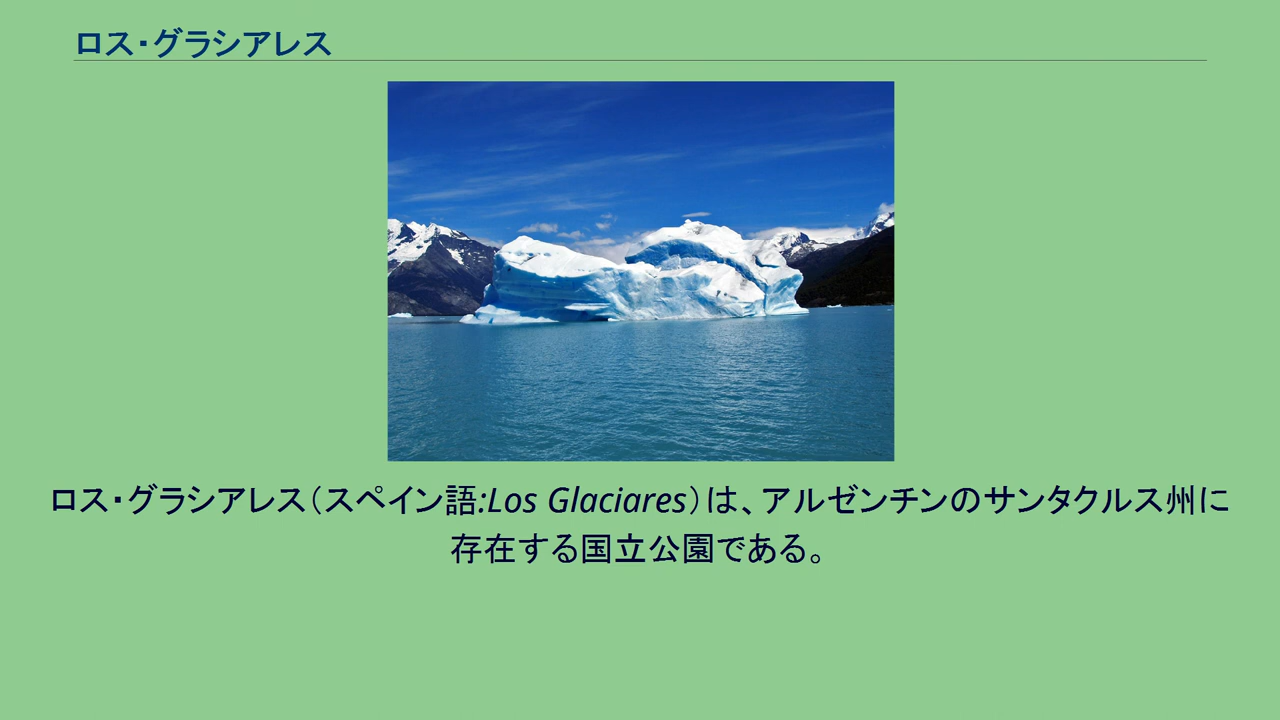 ロス・グラシアレス
ロス・グラシアレス（スペイン語:Los Glaciares）は、アルゼンチンのサンタクルス州に
存在する国立公園である。